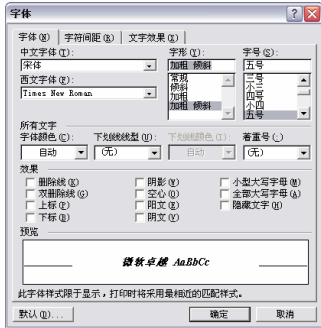 字体
字体(N) 字符间距(R) 文字效果(X)
中文字体(T): 字形(Y): 字号(S):
宋体 加粗 倾斜 五号
西文字体(F): 常规 三号
Times New Roman 倾斜 小三
加粗 四号
加粗 倾斜 小四
五号
所有文字
字体颜色(C): 下划线线型(U): 下划线颜色(I): 着重号(·)
自动 (无) 自动 (无)
效果
删除线(K) 阴影(W) 小型大写字母(M)
双删除线(G) 空心(O) 全部大写字母(A)
上标(P) 阳文(E) 隐藏文字(H)
下标(B) 阴文(V)
预览
微软卓越 AaBbCc
此字体样式限于显示，打印时将采用最相近的匹配样式。
默认(D)... 确定 取消